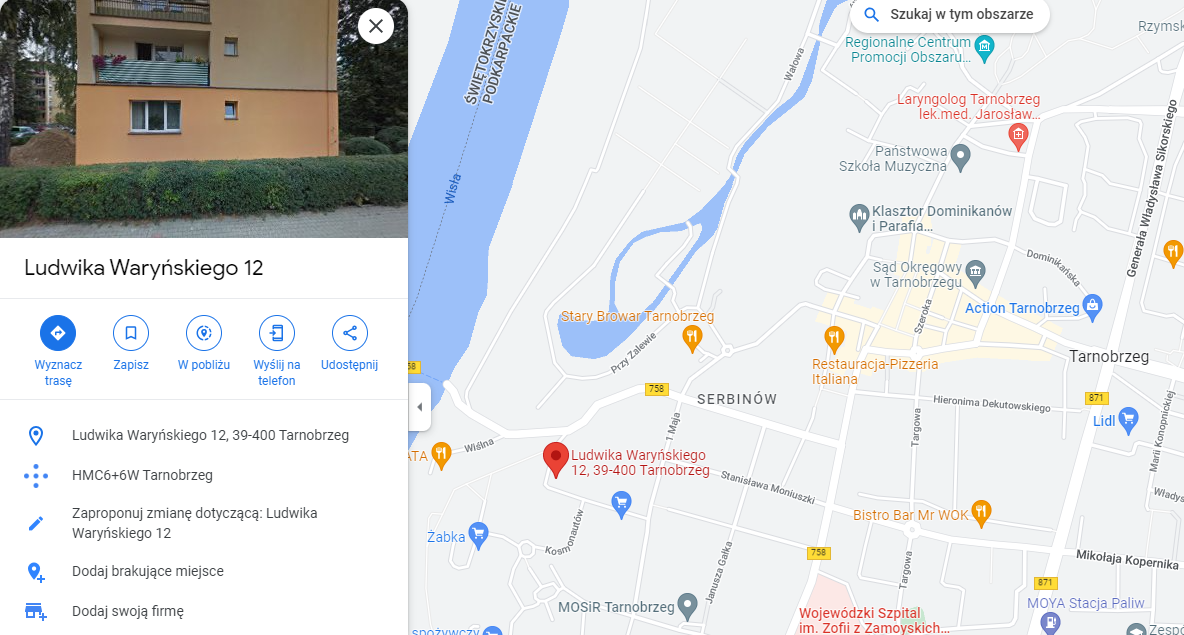 Ludwika Waryńskiego 12
Wyznacz
trasę
Zapisz
W pobliżu
Wyślij na
telefon
Udostępnij
Ludwika Waryńskiego 12, 39-400 Tarnobrzeg
HMC6+6W Tarnobrzeg
Zaproponuj zmianę dotyczącą: Ludwika
Waryńskiego 12
Dodaj brakujące miejsce
Dodaj swoją firmę
Szukaj w tym obszarze
ŚWIĘTOKRZYSKIE
PODKARPACKIE
Wisła
Wałowa
Rzymsk
Regionalne Centrum
Promocji Obszaru...
Laryngolog Tarnobrzeg
lek.med. Jarosław...
Państwowa
Szkoła Muzyczna
Generała Władysława Sikorskiego
Klasztor Dominikanów
i Parafia...
Dominikańska
Sąd Okręgowy
w Tarnobrzegu
Action Tarnobrzeg
Szeroka
Stary Browar Tarnobrzeg
Przy Zalewie
Restauracja-Pizzeria
Italiana
Tarnobrzeg
58
758
SERBINÓW
871
Hieronima Dekutowskiego
Lidl
Marii Konopnickiej
1 Maja
Targowa
Wiślna
ATA
Ludwika Waryńskiego
12, 39-400 Tarnobrzeg
Stanisława Moniuszki
Władys
Bistro Bar Mr WOK
Żabka
Kosmonautów
Janusza Gałka
758
Targowa
Mikołaja Kopernika
871
MOSiR Tarnobrzeg
MOYA Stacja Paliw
Wojewódzki Szpital
im. Zofii z Zamoyskich...
spożywczy
Zespó